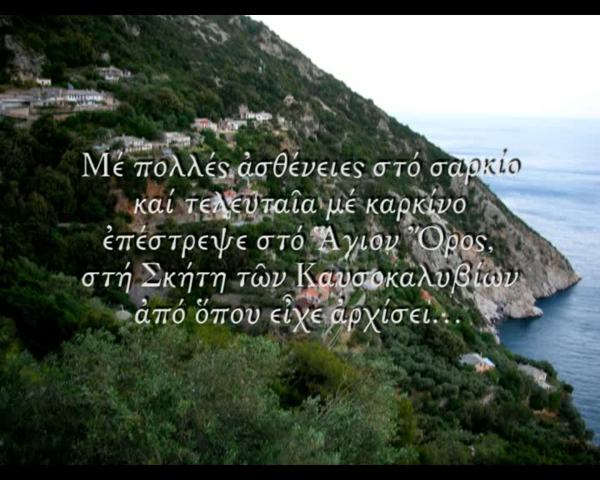 Μέ πολλές ἀσθένειες στό σαρκίο
καί τελευταῖα μέ καρκίνο
ἐπέστρεψε στό Ἅγιον Ὄρος,
στή Σκήτη τῶν Καυσοκαλυβίων
ἀπό ὅπου εἶχε ἀρχίσει...